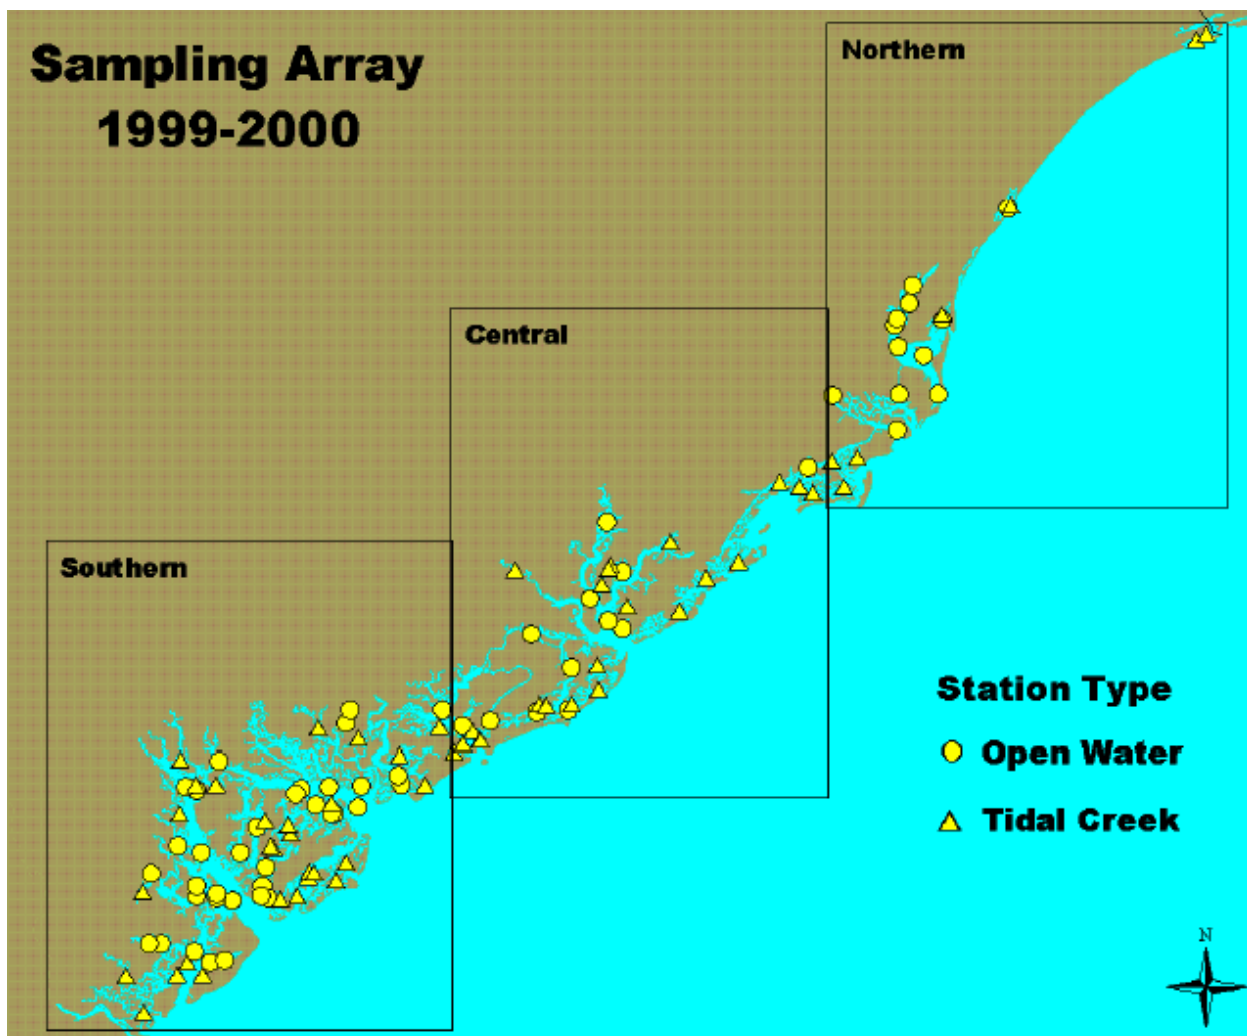 Sampling Array
1999-2000
Northern
Central
Southern
Station Type
Open Water
Tidal Creek
N